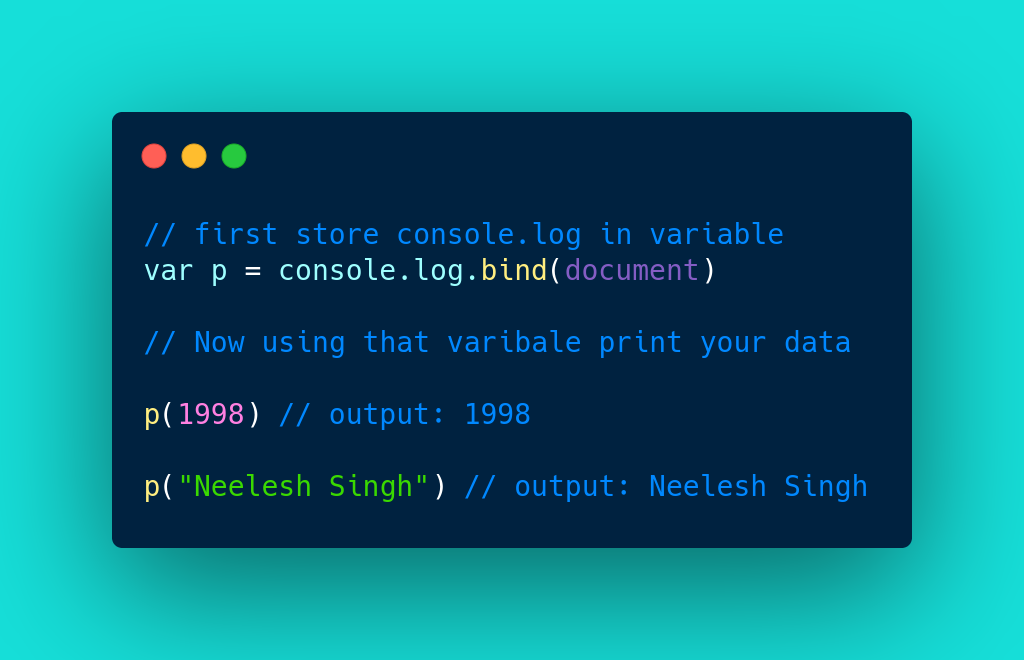 // first store console.log in variable
var p = console.log.bind(document)
// Now using that varibale print your data
p(1998) // output: 1998
p("Neelesh Singh") // output: Neelesh Singh